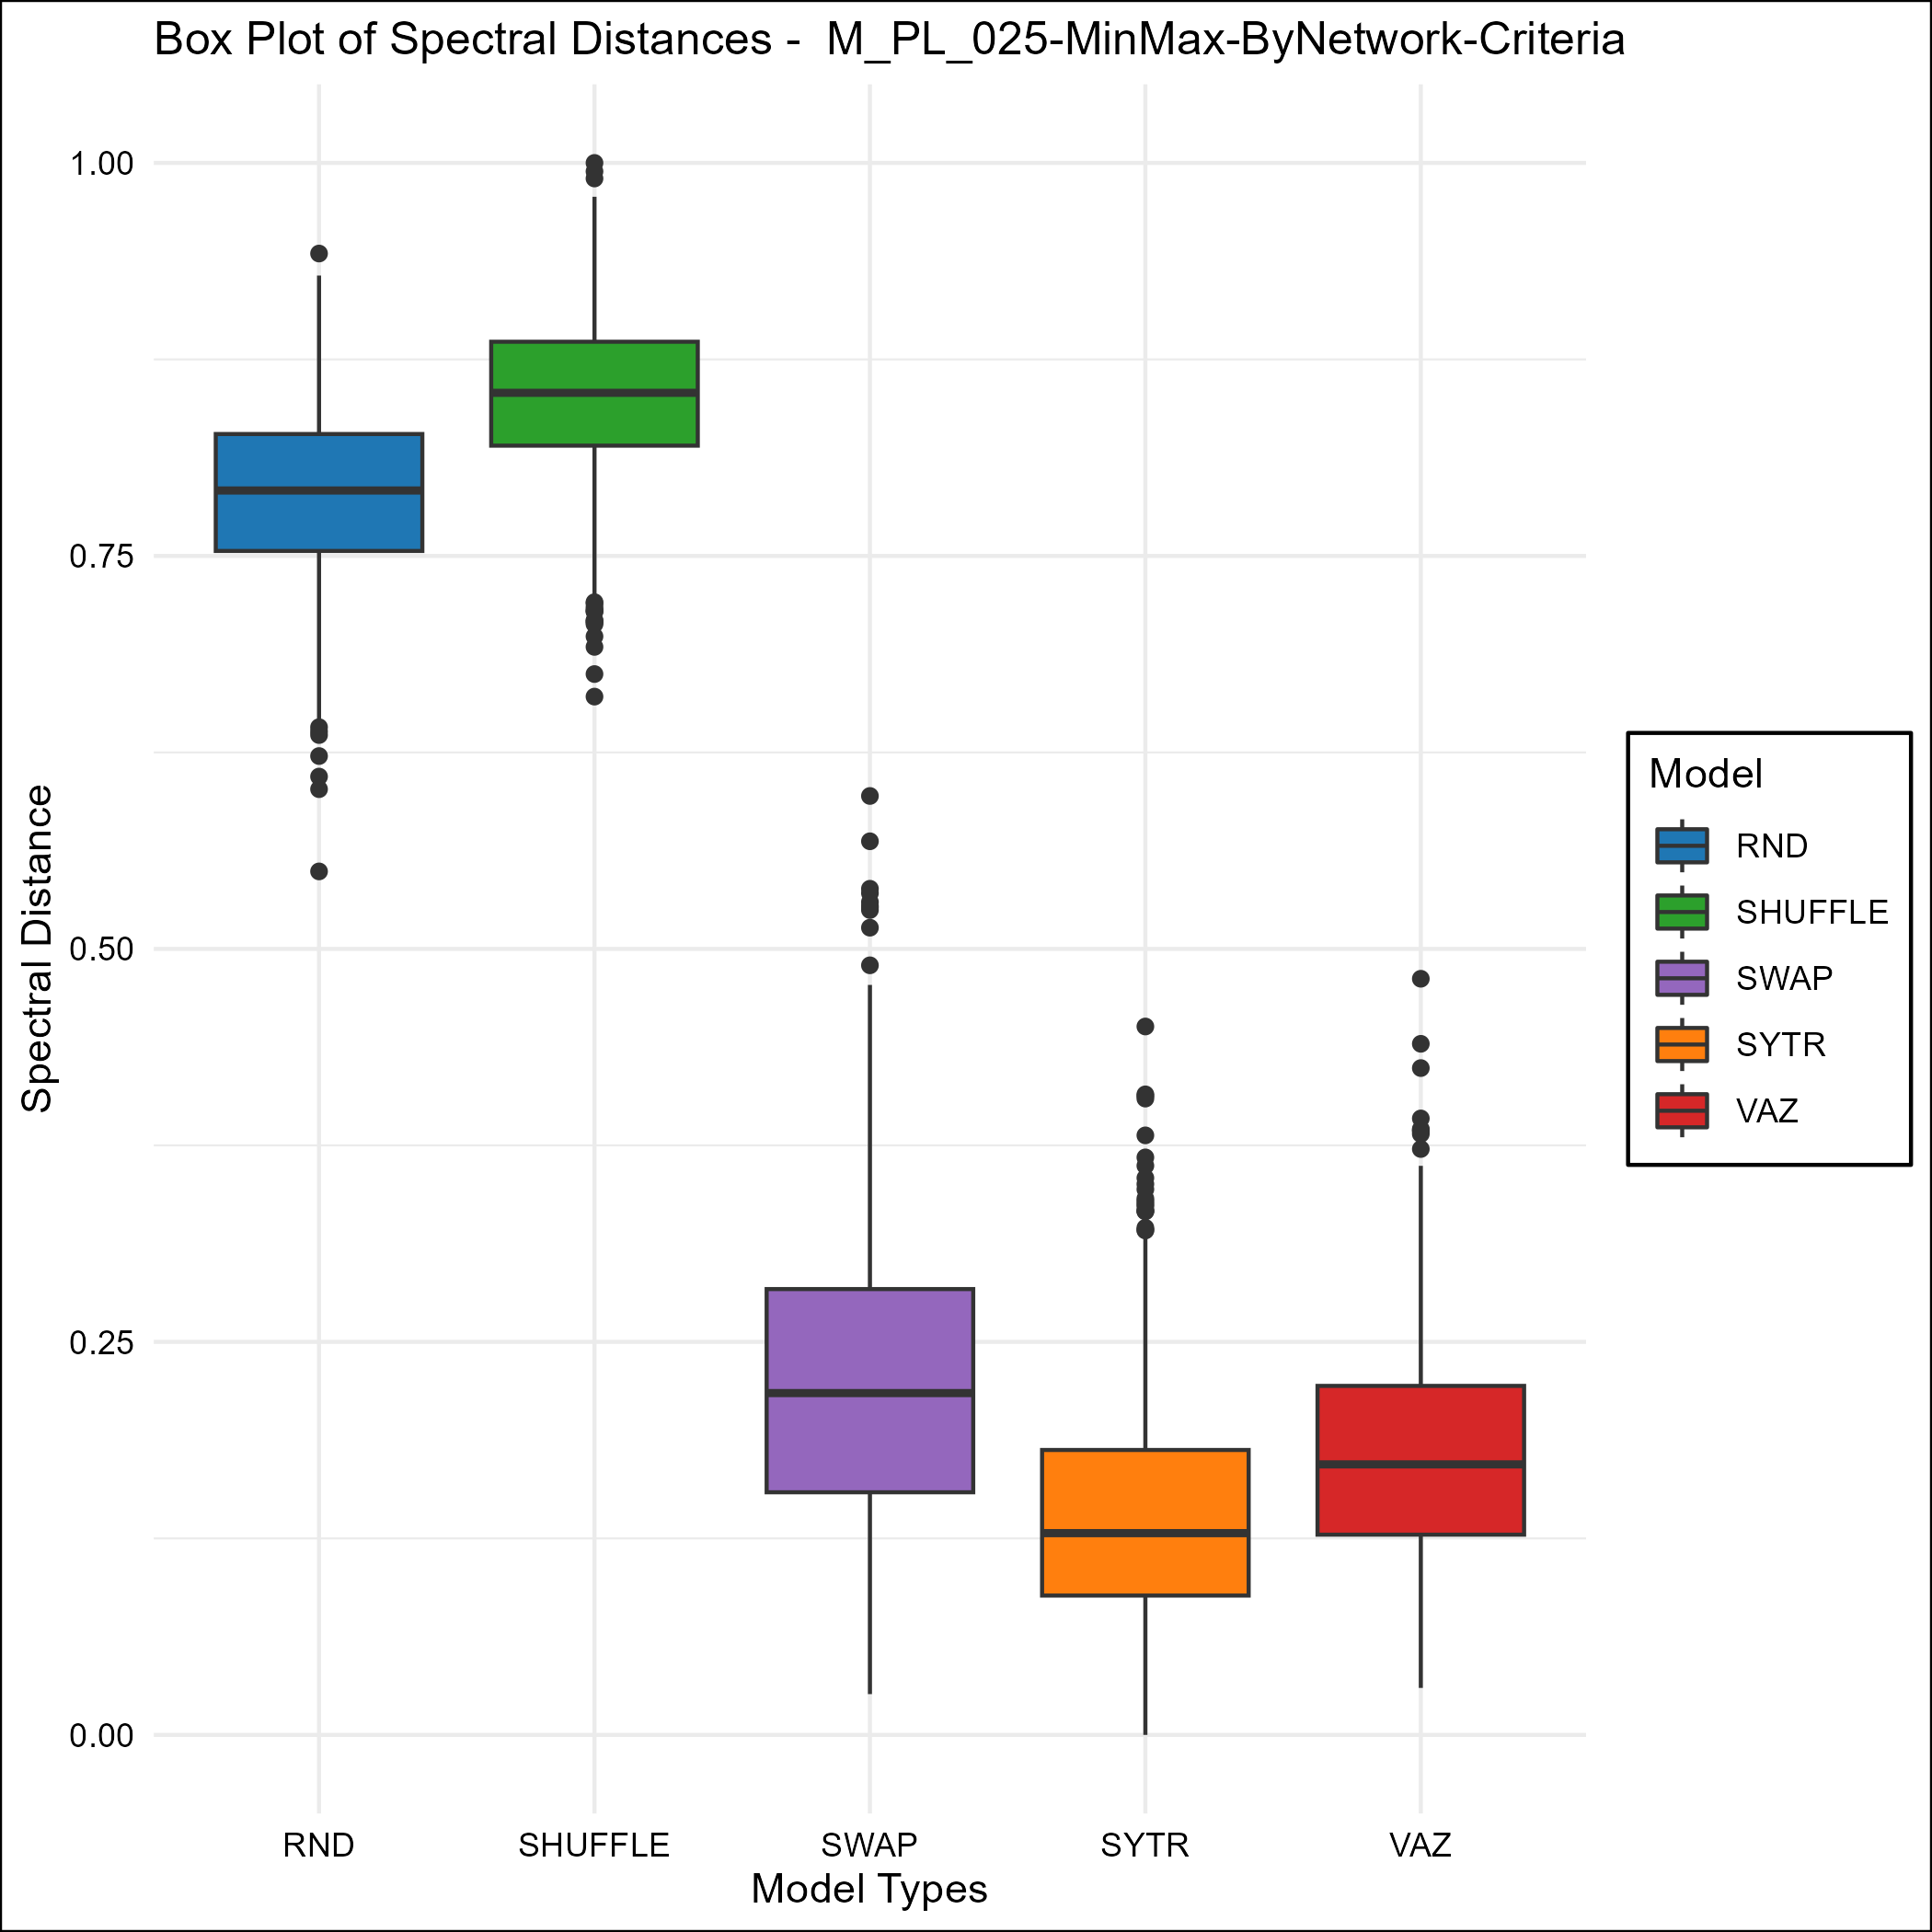 Box Plot of Spectral Distances -  M_PL_025-MinMax-ByNetwork-Criteria
1.00
0.75
0.50
0.25
0.00
Spectral Distance
RND
SHUFFLE
SWAP
SYTR
VAZ
Model Types
Model
RND
SHUFFLE
SWAP
SYTR
VAZ